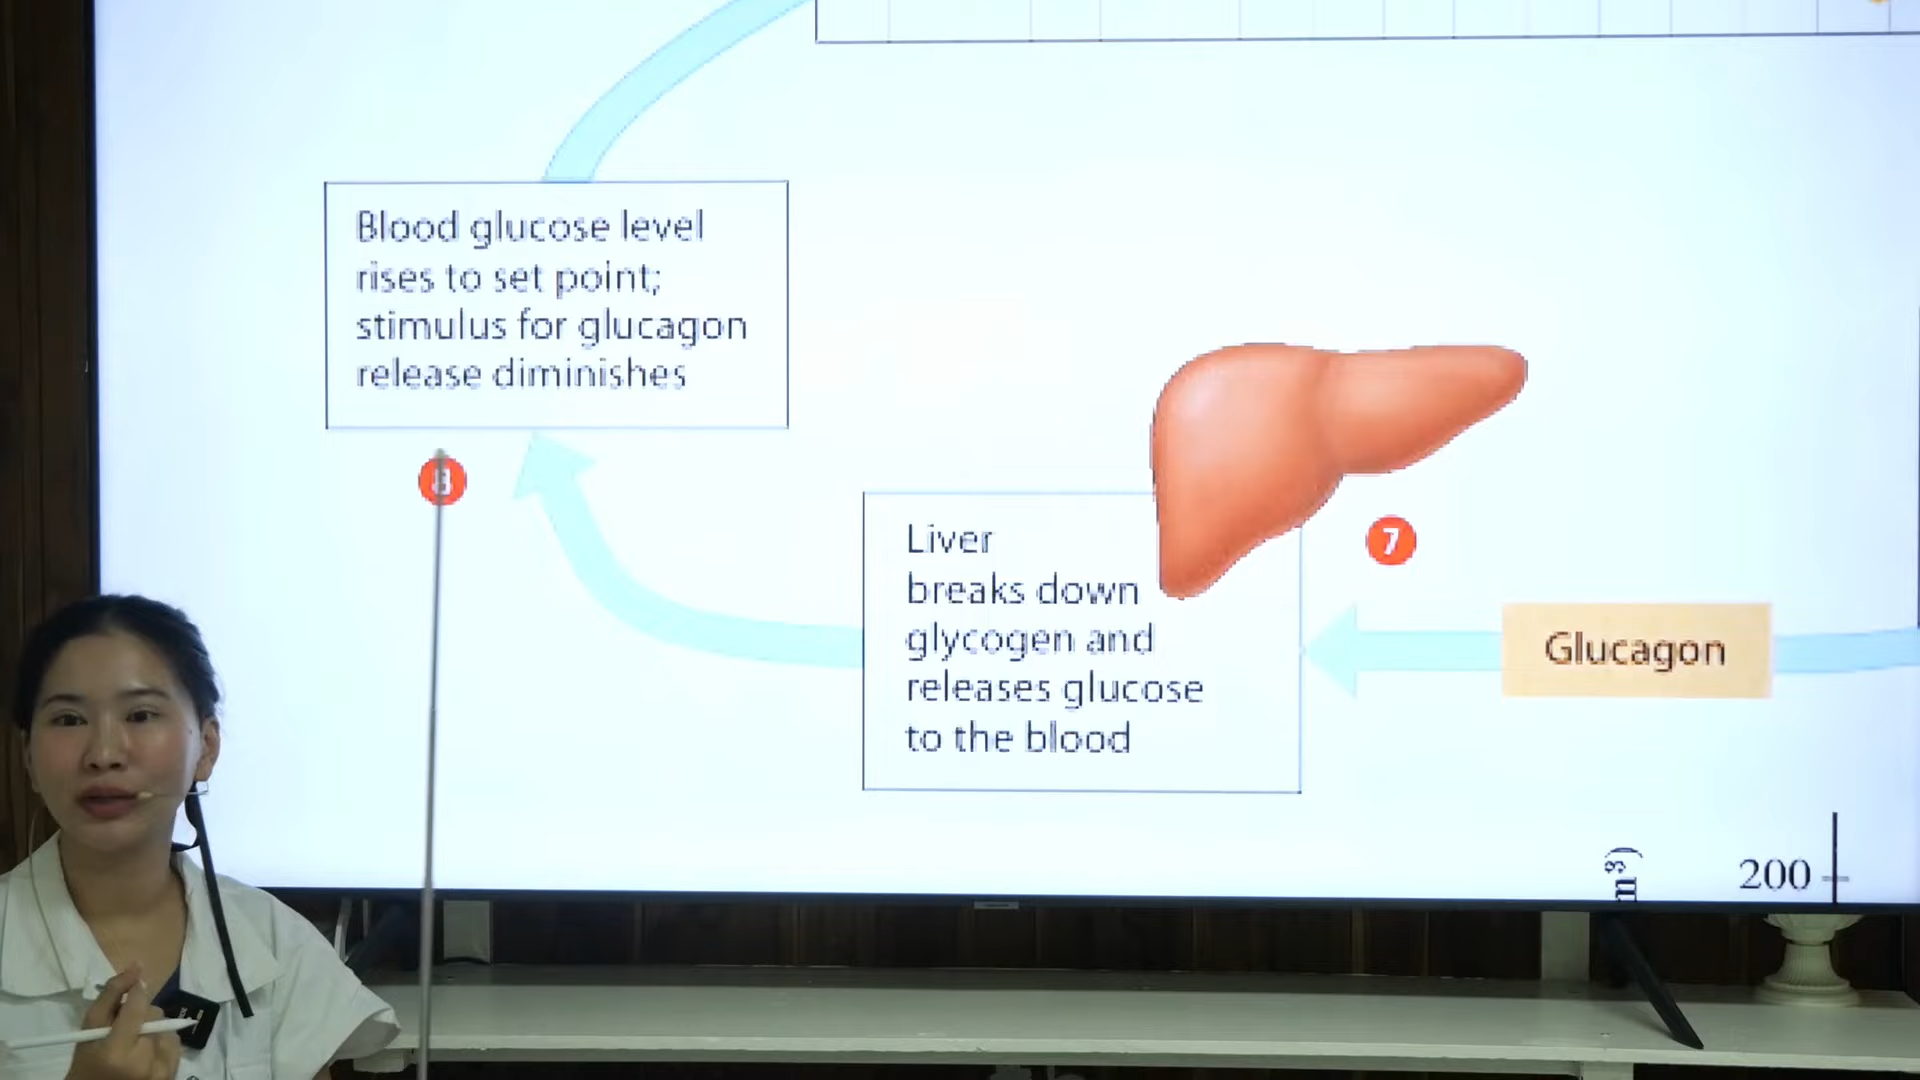 Blood glucose level
rises to set point;
stimulus for glucagon
release diminishes
8
Liver
breaks down
glycogen and
releases glucose
to the blood
7
Glucagon
m³)
200